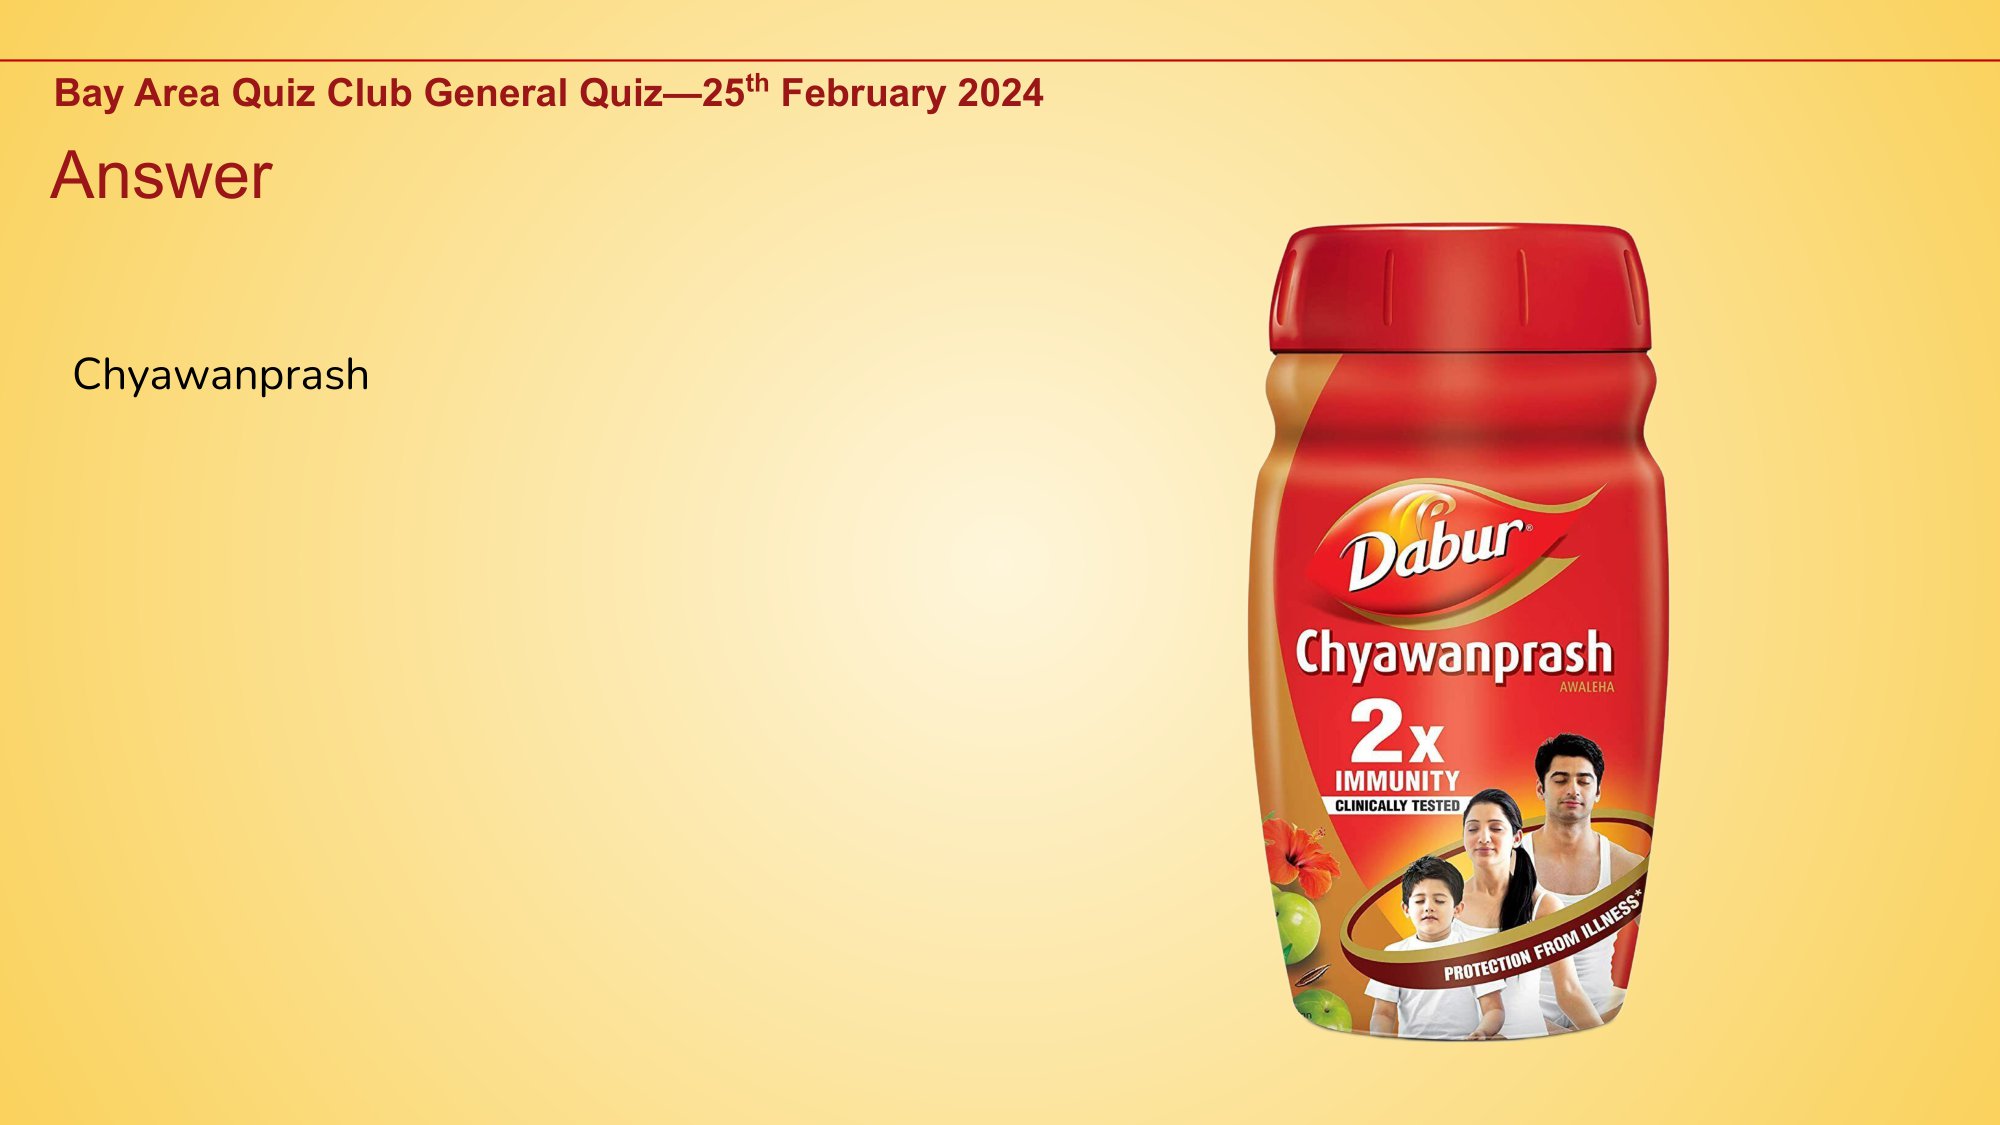 Bay Area Quiz Club General Quiz—25th February 2024
Answer
Chyawanprash
Dabur®
Chyawanprash
AWALEHA
2x
IMMUNITY
CLINICALLY TESTED
PROTECTION FROM ILLNESS*